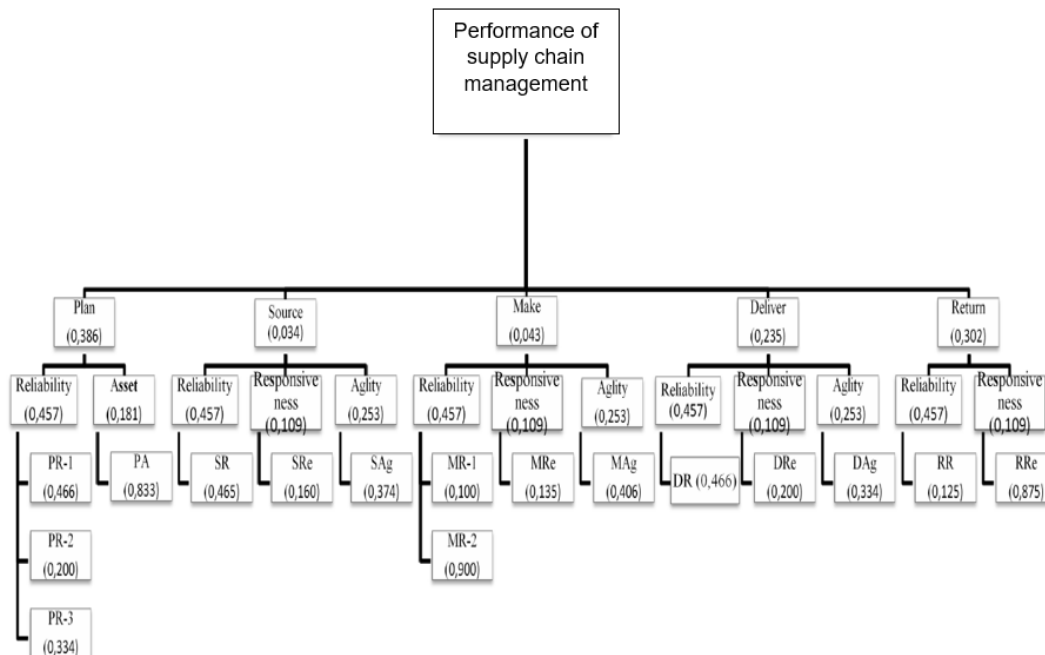 Performance of
supply chain
management
Plan
(0,386)
Source
(0,034)
Make
(0,043)
Deliver
(0,235)
Return
(0,302)
Reliability
(0,457)
Asset
(0,181)
Reliability
(0,457)
Responsive
ness
(0,109)
Aglity
(0,253)
Reliability
(0,457)
Responsive
ness
(0,109)
Aglity
(0,253)
Reliability
(0,457)
Responsive
ness
(0,109)
Aglity
(0,253)
Reliability
(0,457)
Responsive
ness
(0,109)
PR-1
(0,466)
PA
(0,833)
SR
(0,465)
SRe
(0,160)
SAg
(0,374)
MR-1
(0,100)
MRe
(0,135)
MAg
(0,406)
DR (0,466)
DRe
(0,200)
DAg
(0,334)
RR
(0,125)
RRe
(0,875)
PR-2
(0,200)
MR-2
(0,900)
PR-3
(0,334)